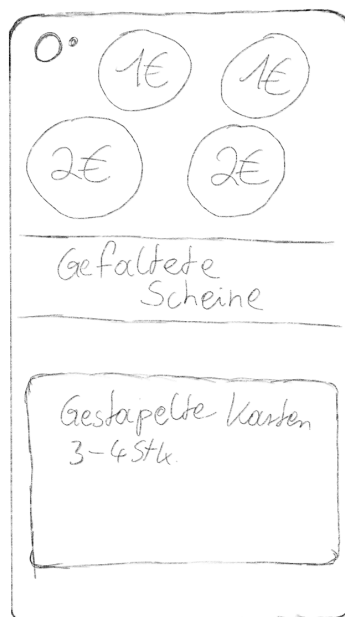 1€ 1€
2€ 2€
Gefaltete
Scheine
Gestapelte Karten
3-4 Stk.